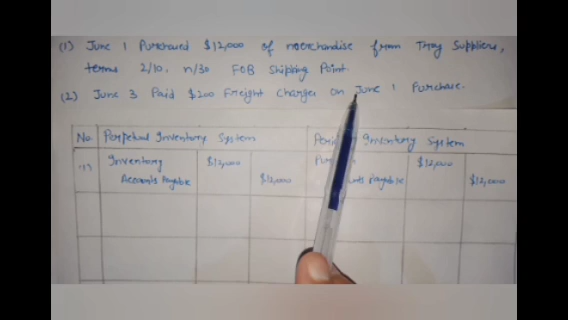 (1) June 1 Purchased $12,000 of merchandise from Troy Suppliers,
terms 2/10, n/30 FOB Shipping Point
(2) June 3 Paid $200 Freight Charges on June 1 Purchase.
No. Perpetual Inventory System Inventory System
(1) Inventory $12,000 $12,000
Accounts Payable $12,000 Payable $12,000